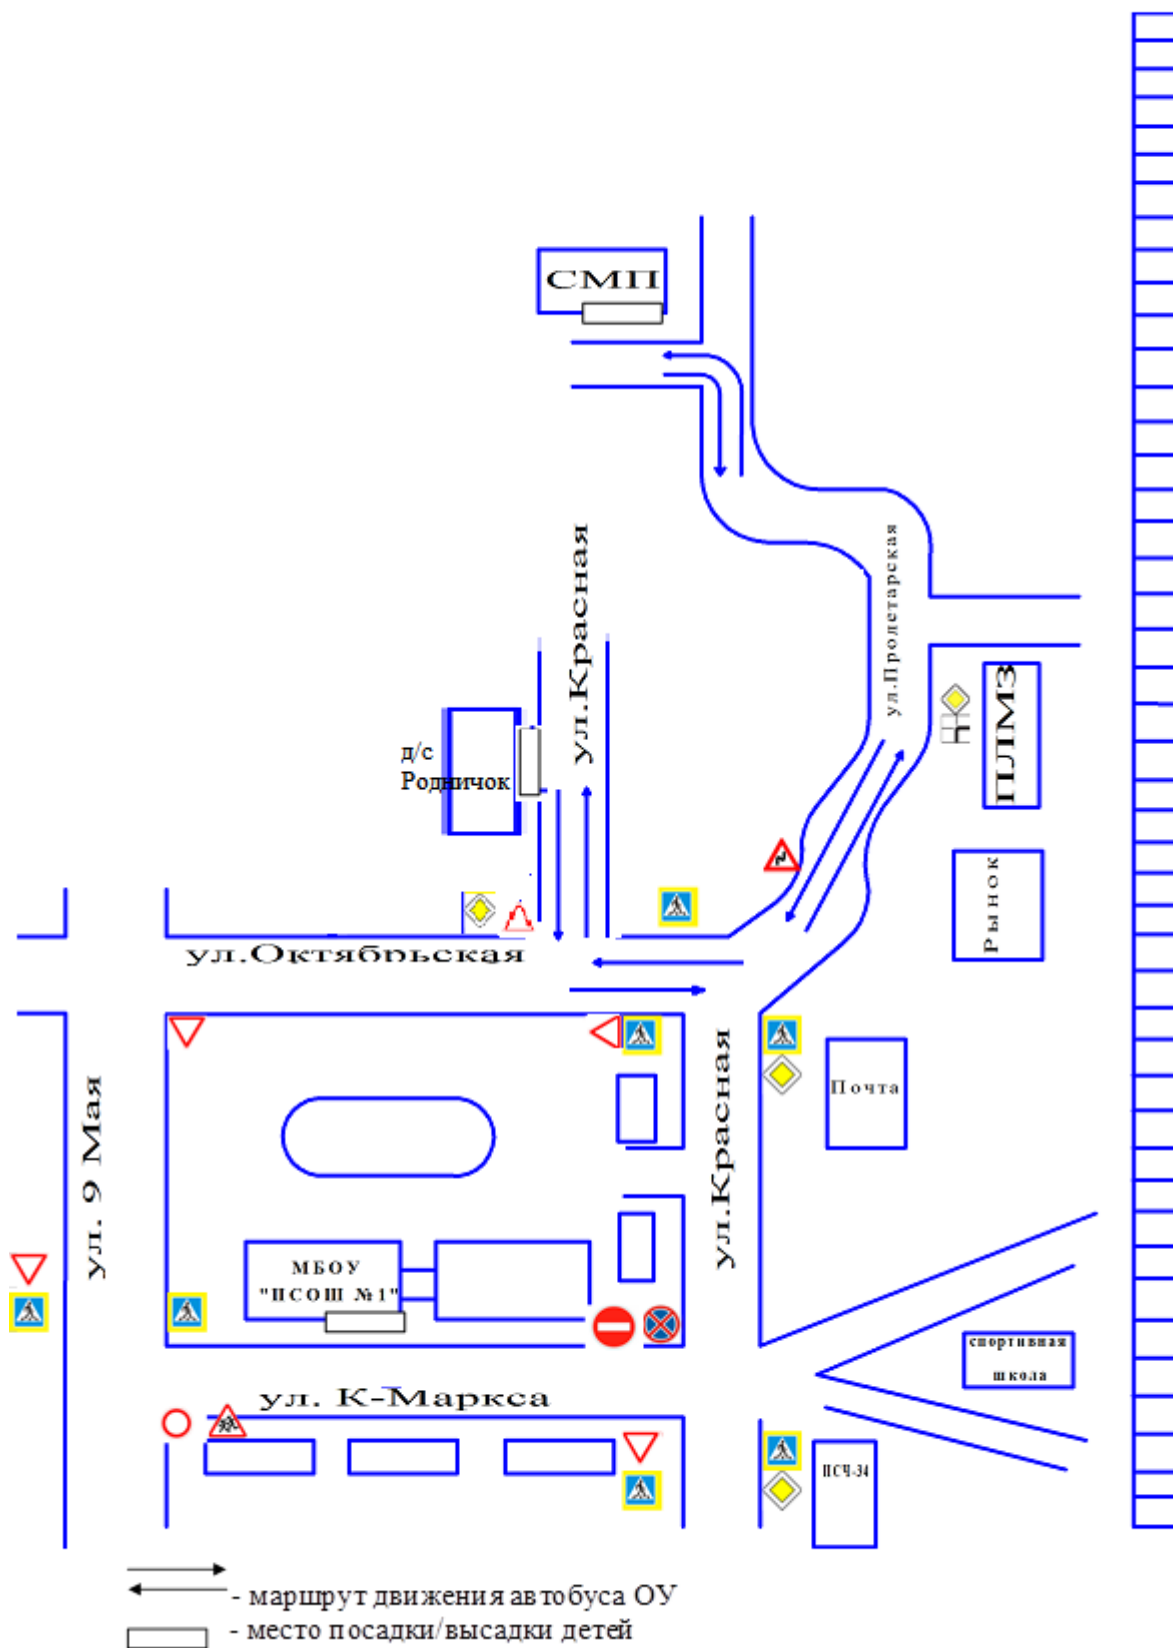 СМП
ул.Красная
ул.Пролетарская
ПЛМЗ
д/с
Родничок
Рынок
ул.Октябрьская
ул. 9 Мая
ул.Красная
Почта
МБОУ
"ПСОШ №1"
спортивная
школа
ул. К-Маркса
ПСЧ-34
- маршрут движения автобуса ОУ
- место посадки/высадки детей